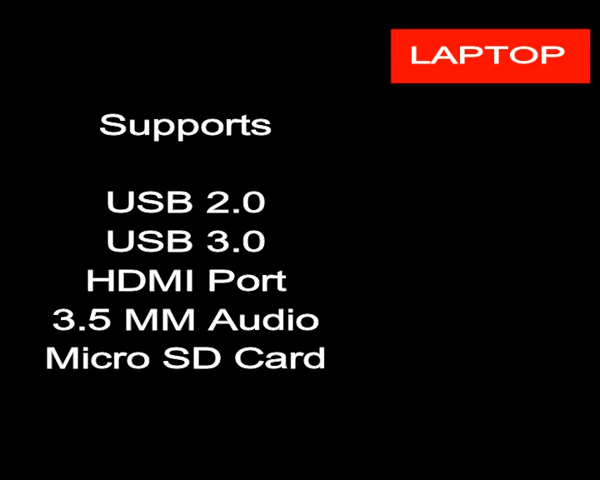 LAPTOP
Supports
USB 2.0
USB 3.0
HDMI Port
3.5 MM Audio
Micro SD Card